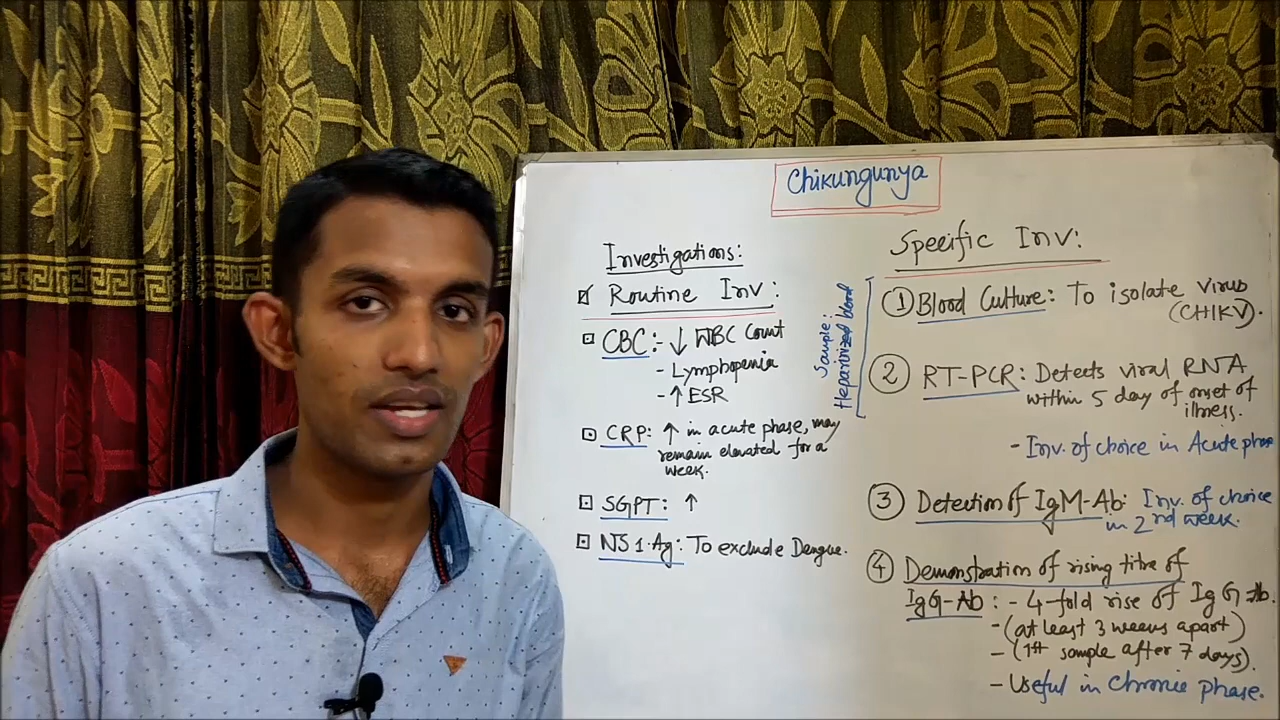 Chikungunya
Investigations:
Routine Inv:
CBC:- ↓ WBC Count
- Lymphopenia
- ↑ ESR
CRP: ↑ in acute phase, may
remain elevated for a
week.
SGPT: ↑
NS1.Ag: To exclude Dengue.
Specific Inv:
Sample:
Heparinized blood
① Blood Culture: To isolate virus
(CHIKV).
② RT-PCR: Detects viral RNA
within 5 day of onset of
illness.
- Inv. of choice in Acute phase
③ Detection of IgM-Ab: Inv. of choice
in 2nd week.
④ Demonstration of rising titre of
IgG-Ab: - 4-fold rise of IgG-Ab.
- (at least 3 weeks apart)
- (1st sample after 7 days).
- Useful in Chronic phase.